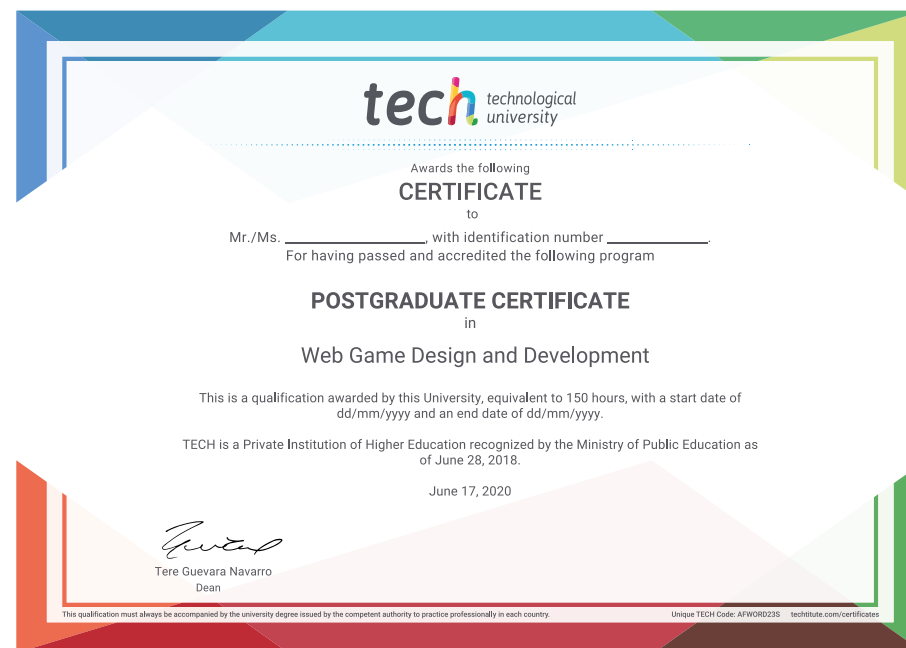 tech technological
university
Awards the following
CERTIFICATE
to
Mr./Ms. ____________________, with identification number ______________.
For having passed and accredited the following program
POSTGRADUATE CERTIFICATE
in
Web Game Design and Development
This is a qualification awarded by this University, equivalent to 150 hours, with a start date of
dd/mm/yyyy and an end date of dd/mm/yyyy.
TECH is a Private Institution of Higher Education recognized by the Ministry of Public Education as
of June 28, 2018.
June 17, 2020
Tere Guevara Navarro
Dean
This qualification must always be accompanied by the university degree issued by the competent authority to practice professionally in each country.
Unique TECH Code: AFWORD23S techtitute.com/certificates